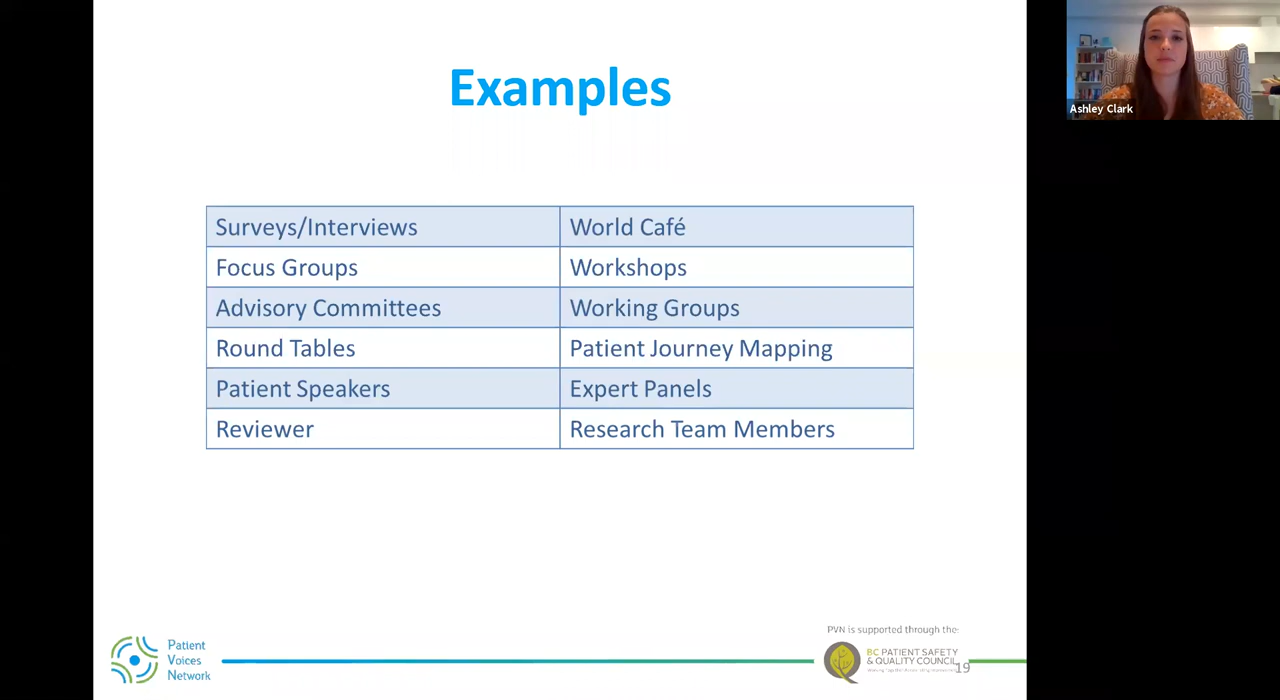 Examples
Ashley Clark
Surveys/Interviews
World Café
Focus Groups
Workshops
Advisory Committees
Working Groups
Round Tables
Patient Journey Mapping
Patient Speakers
Expert Panels
Reviewer
Research Team Members
Patient
Voices
Network
PVN is supported through the:
BC PATIENT SAFETY
& QUALITY COUNCIL
19